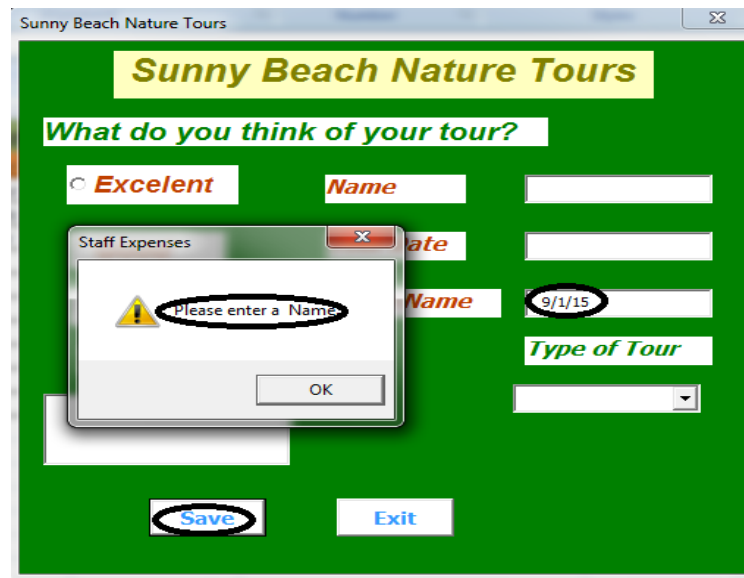 Sunny Beach Nature Tours
Sunny Beach Nature Tours
What do you think of your tour?
Excelent
Name
Staff Expenses
ate
Please enter a Name
Name
9/1/15
Type of Tour
OK
Save
Exit